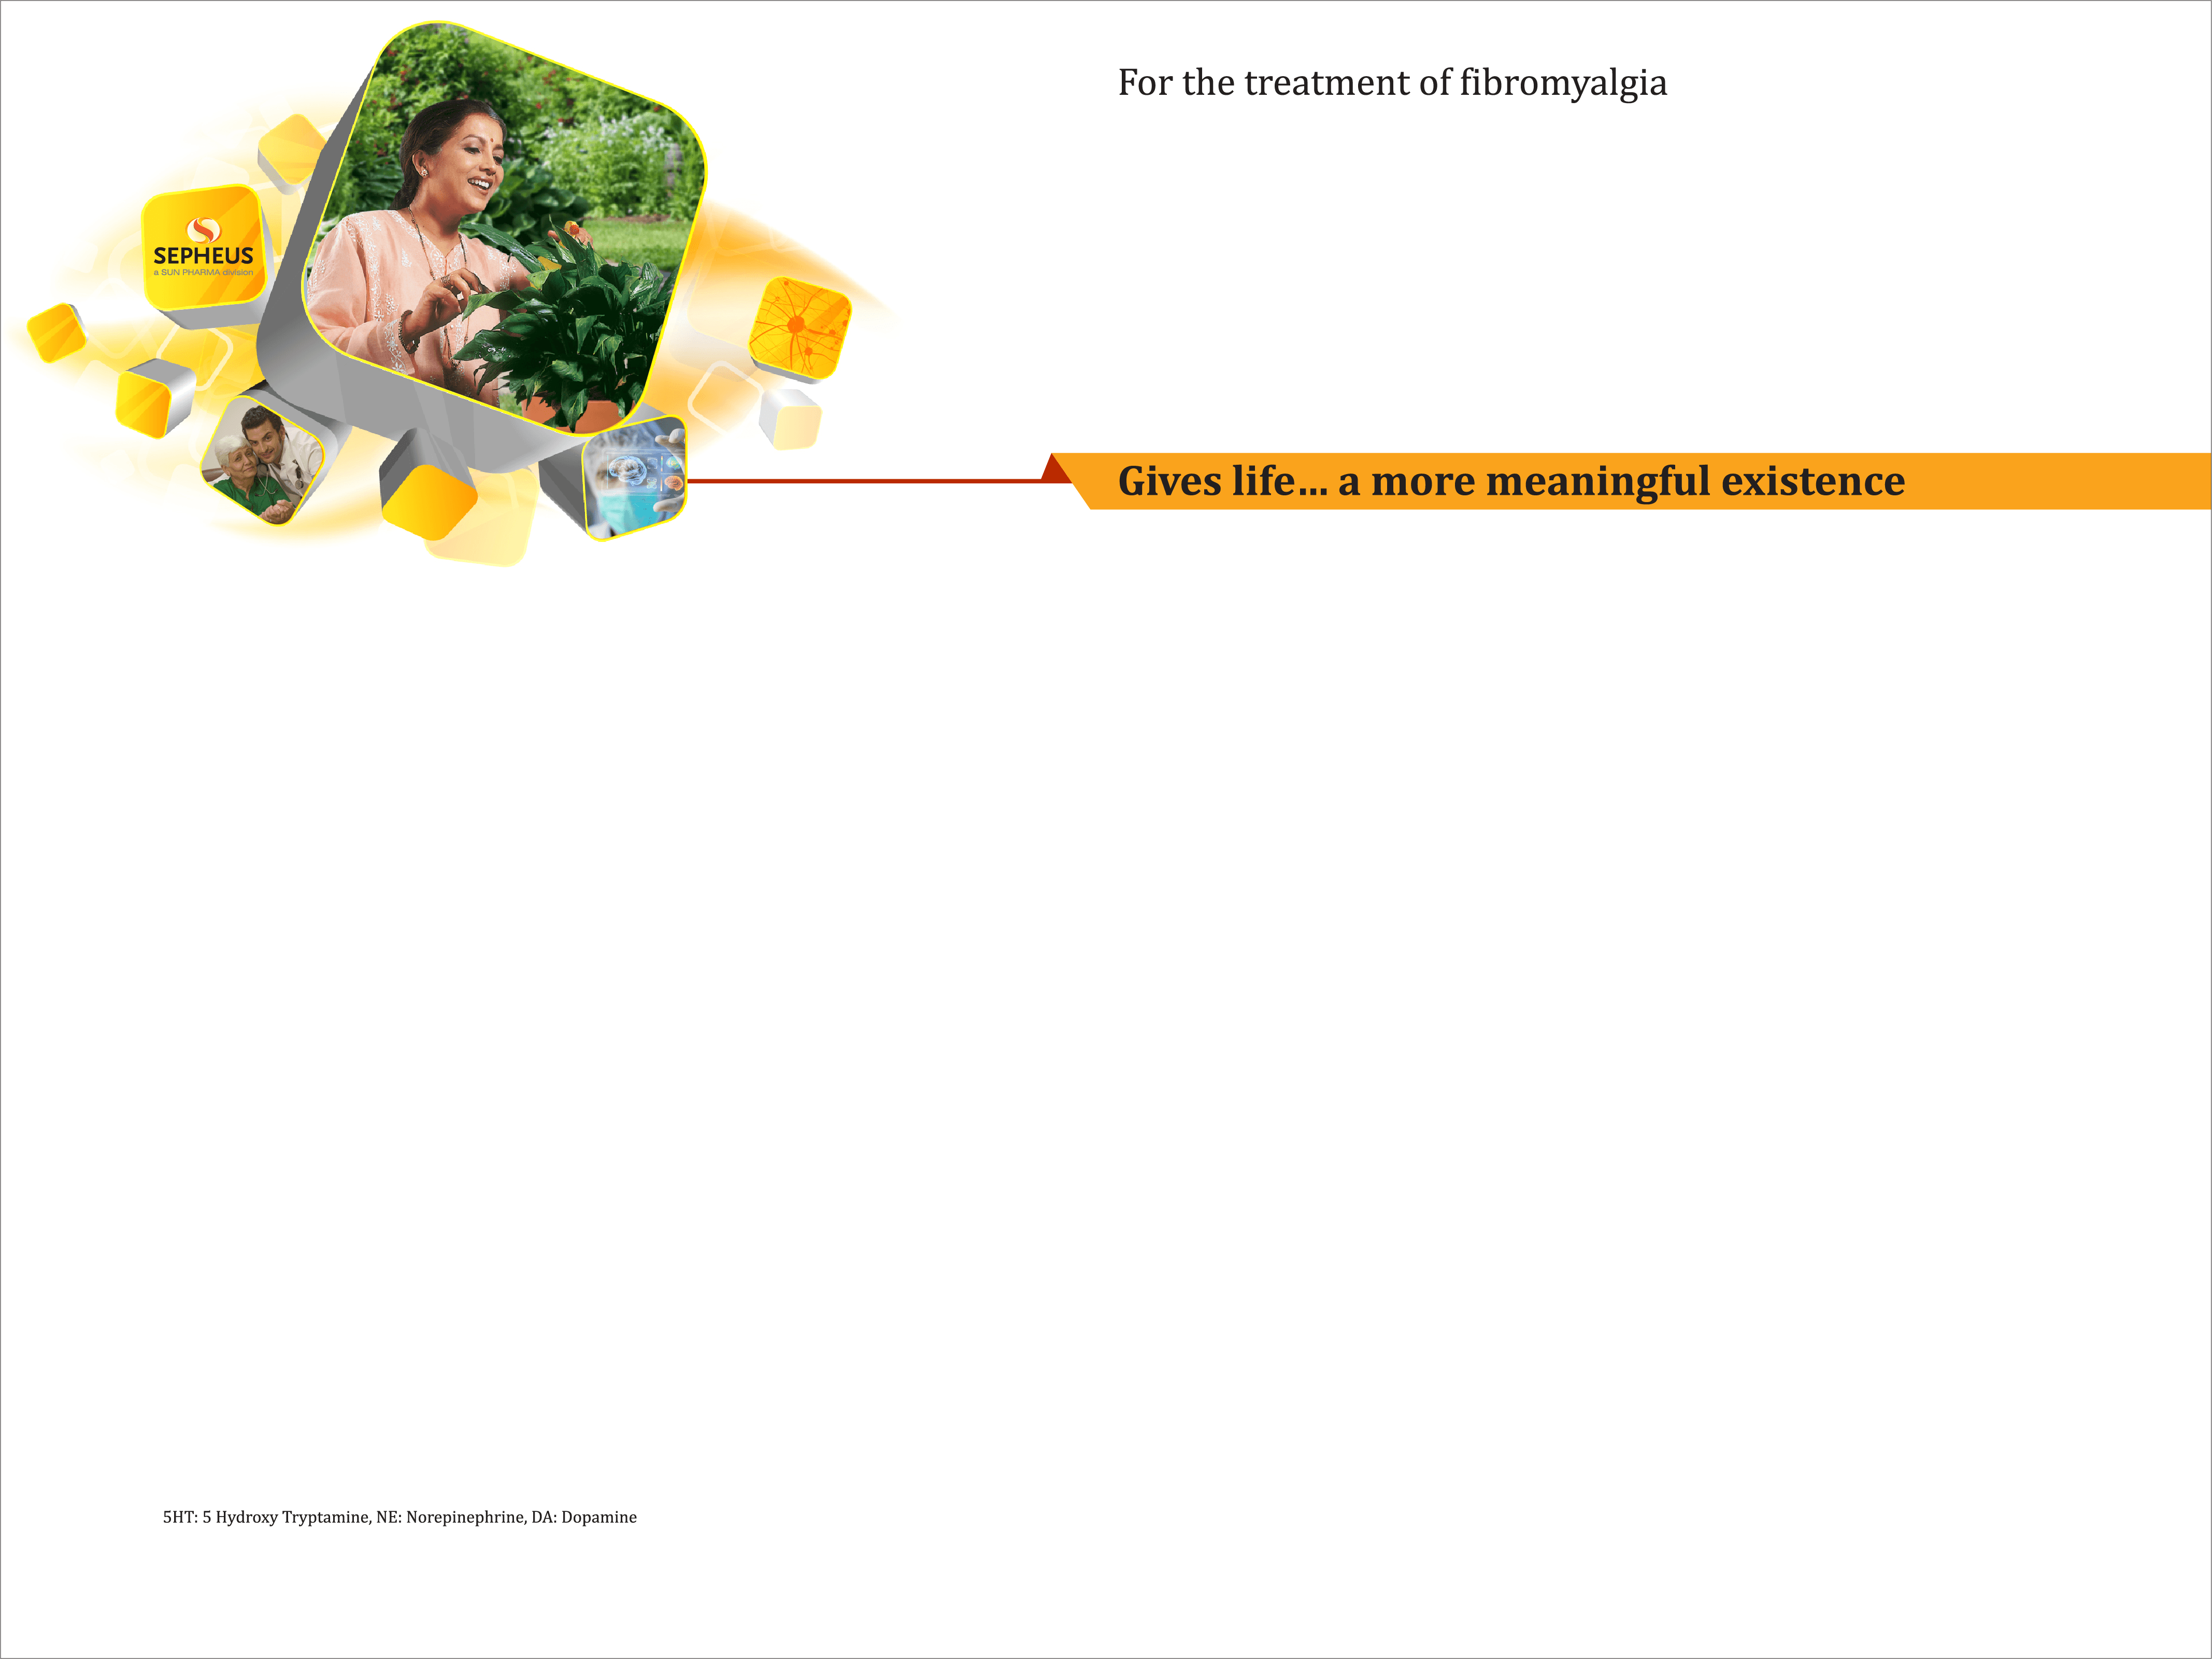 For the treatment of fibromyalgia
SEPHEUS
a SUN PHARMA division
Gives life... a more meaningful existence
5HT: 5 Hydroxy Tryptamine, NE: Norepinephrine, DA: Dopamine